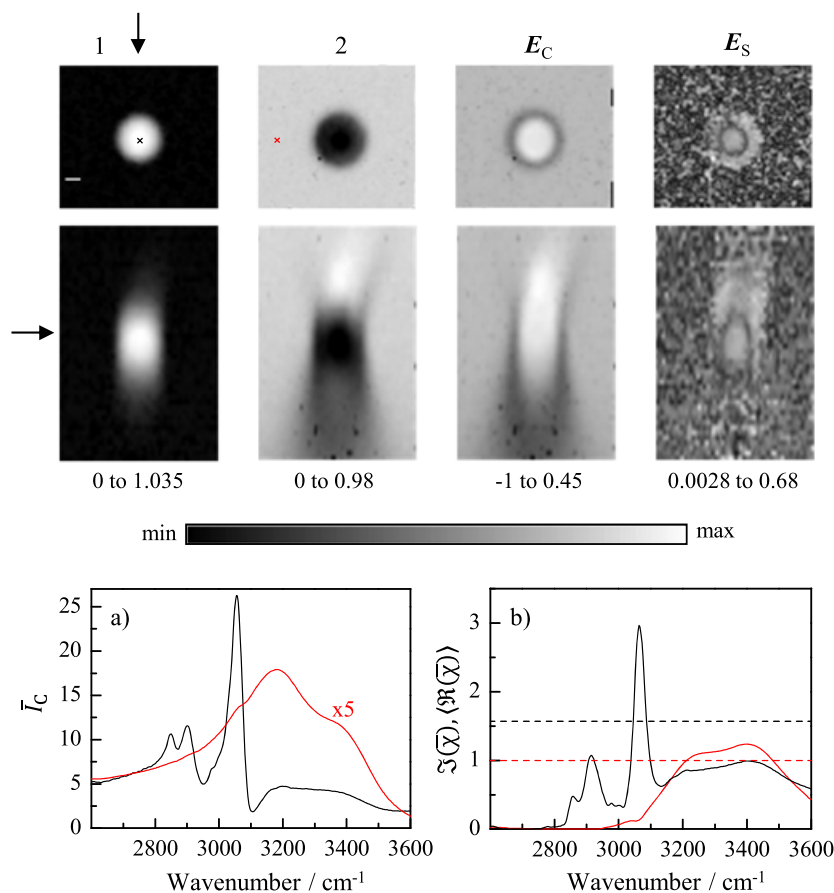 1 2 E_C E_S
0 to 1.035 0 to 0.98 -1 to 0.45 0.0028 to 0.68
min max
a)
25
20
15
10
5
0
x5
Ī_C
2800 3000 3200 3400 3600
Wavenumber / cm⁻¹
b)
3
2
1
0
ℑ(χ̄),⟨ℜ(χ̄)⟩
2800 3000 3200 3400 3600
Wavenumber / cm⁻¹